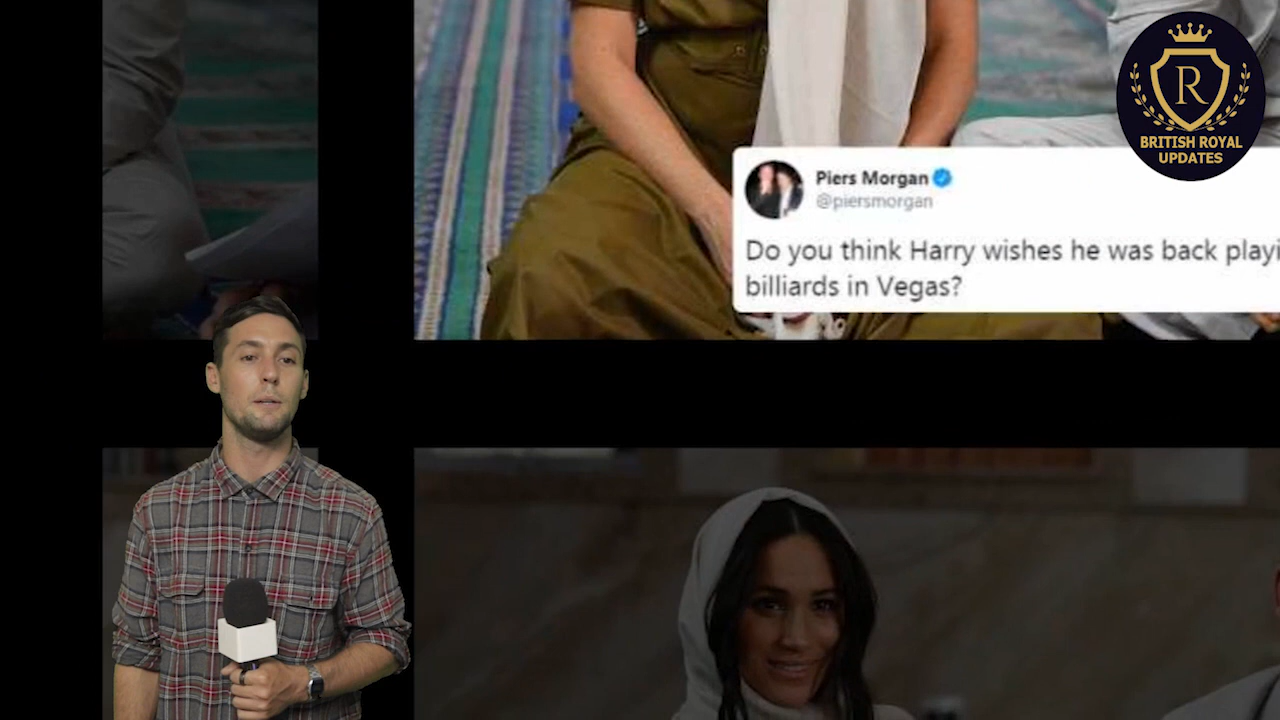 R
BRITISH ROYAL
UPDATES
Piers Morgan
@piersmorgan
Do you think Harry wishes he was back playi
billiards in Vegas?